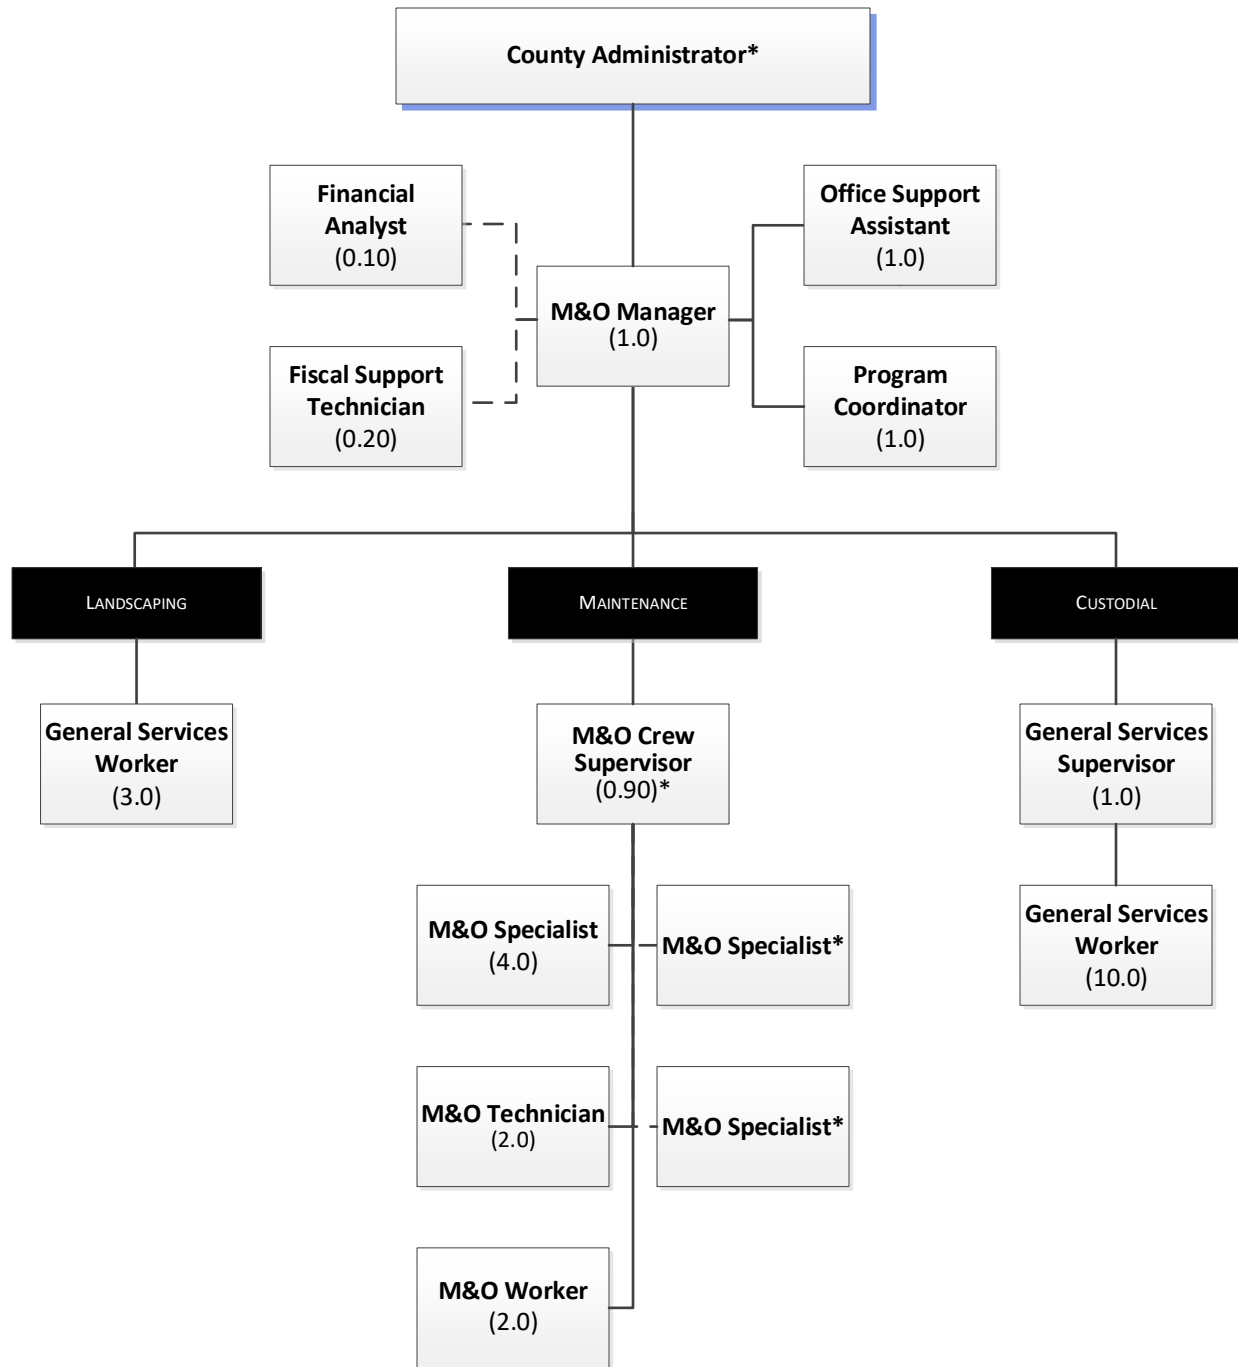 County Administrator*
Financial
Analyst
(0.10)
Office Support
Assistant
(1.0)
M&O Manager
(1.0)
Fiscal Support
Technician
(0.20)
Program
Coordinator
(1.0)
LANDSCAPING
MAINTENANCE
CUSTODIAL
General Services
Worker
(3.0)
M&O Crew
Supervisor
(0.90)*
General Services
Supervisor
(1.0)
M&O Specialist
(4.0)
M&O Specialist*
General Services
Worker
(10.0)
M&O Technician
(2.0)
M&O Specialist*
M&O Worker
(2.0)